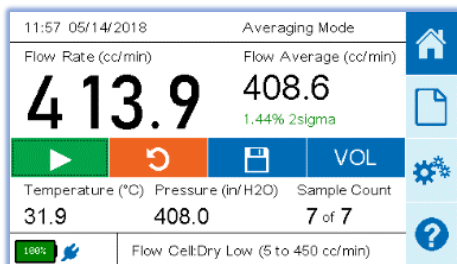 11:57 05/14/2018 Averaging Mode
Flow Rate (cc/min) Flow Average (cc/min)
413.9 408.6
1.44% 2sigma
VOL
Temperature (°C) Pressure (in/H2O) Sample Count
31.9 408.0 7 of 7
100% Flow Cell:Dry Low (5 to 450 cc/min)
?